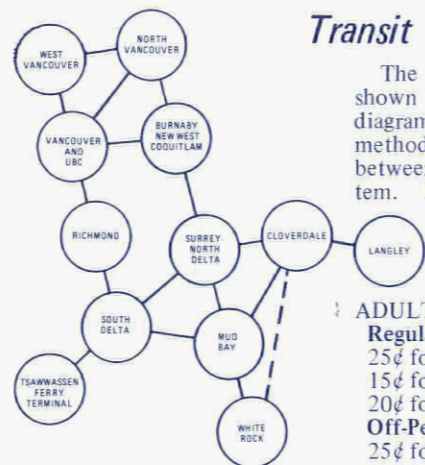 Transit
The
shown
diagram
method
between
tem.
WEST
VANCOUVER
NORTH
VANCOUVER
VANCOUVER
AND
UBC
BURNABY
NEW WEST
COQUITLAM
RICHMOND
SURREY-
NORTH
DELTA
CLOVERDALE
LANGLEY
SOUTH
DELTA
MUD
BAY
TSAWWASSEN
FERRY
TERMINAL
WHITE
ROCK
ADULT
Regul
25¢ fo
15¢ fo
20¢ fo
Off-Pe
25¢ fo